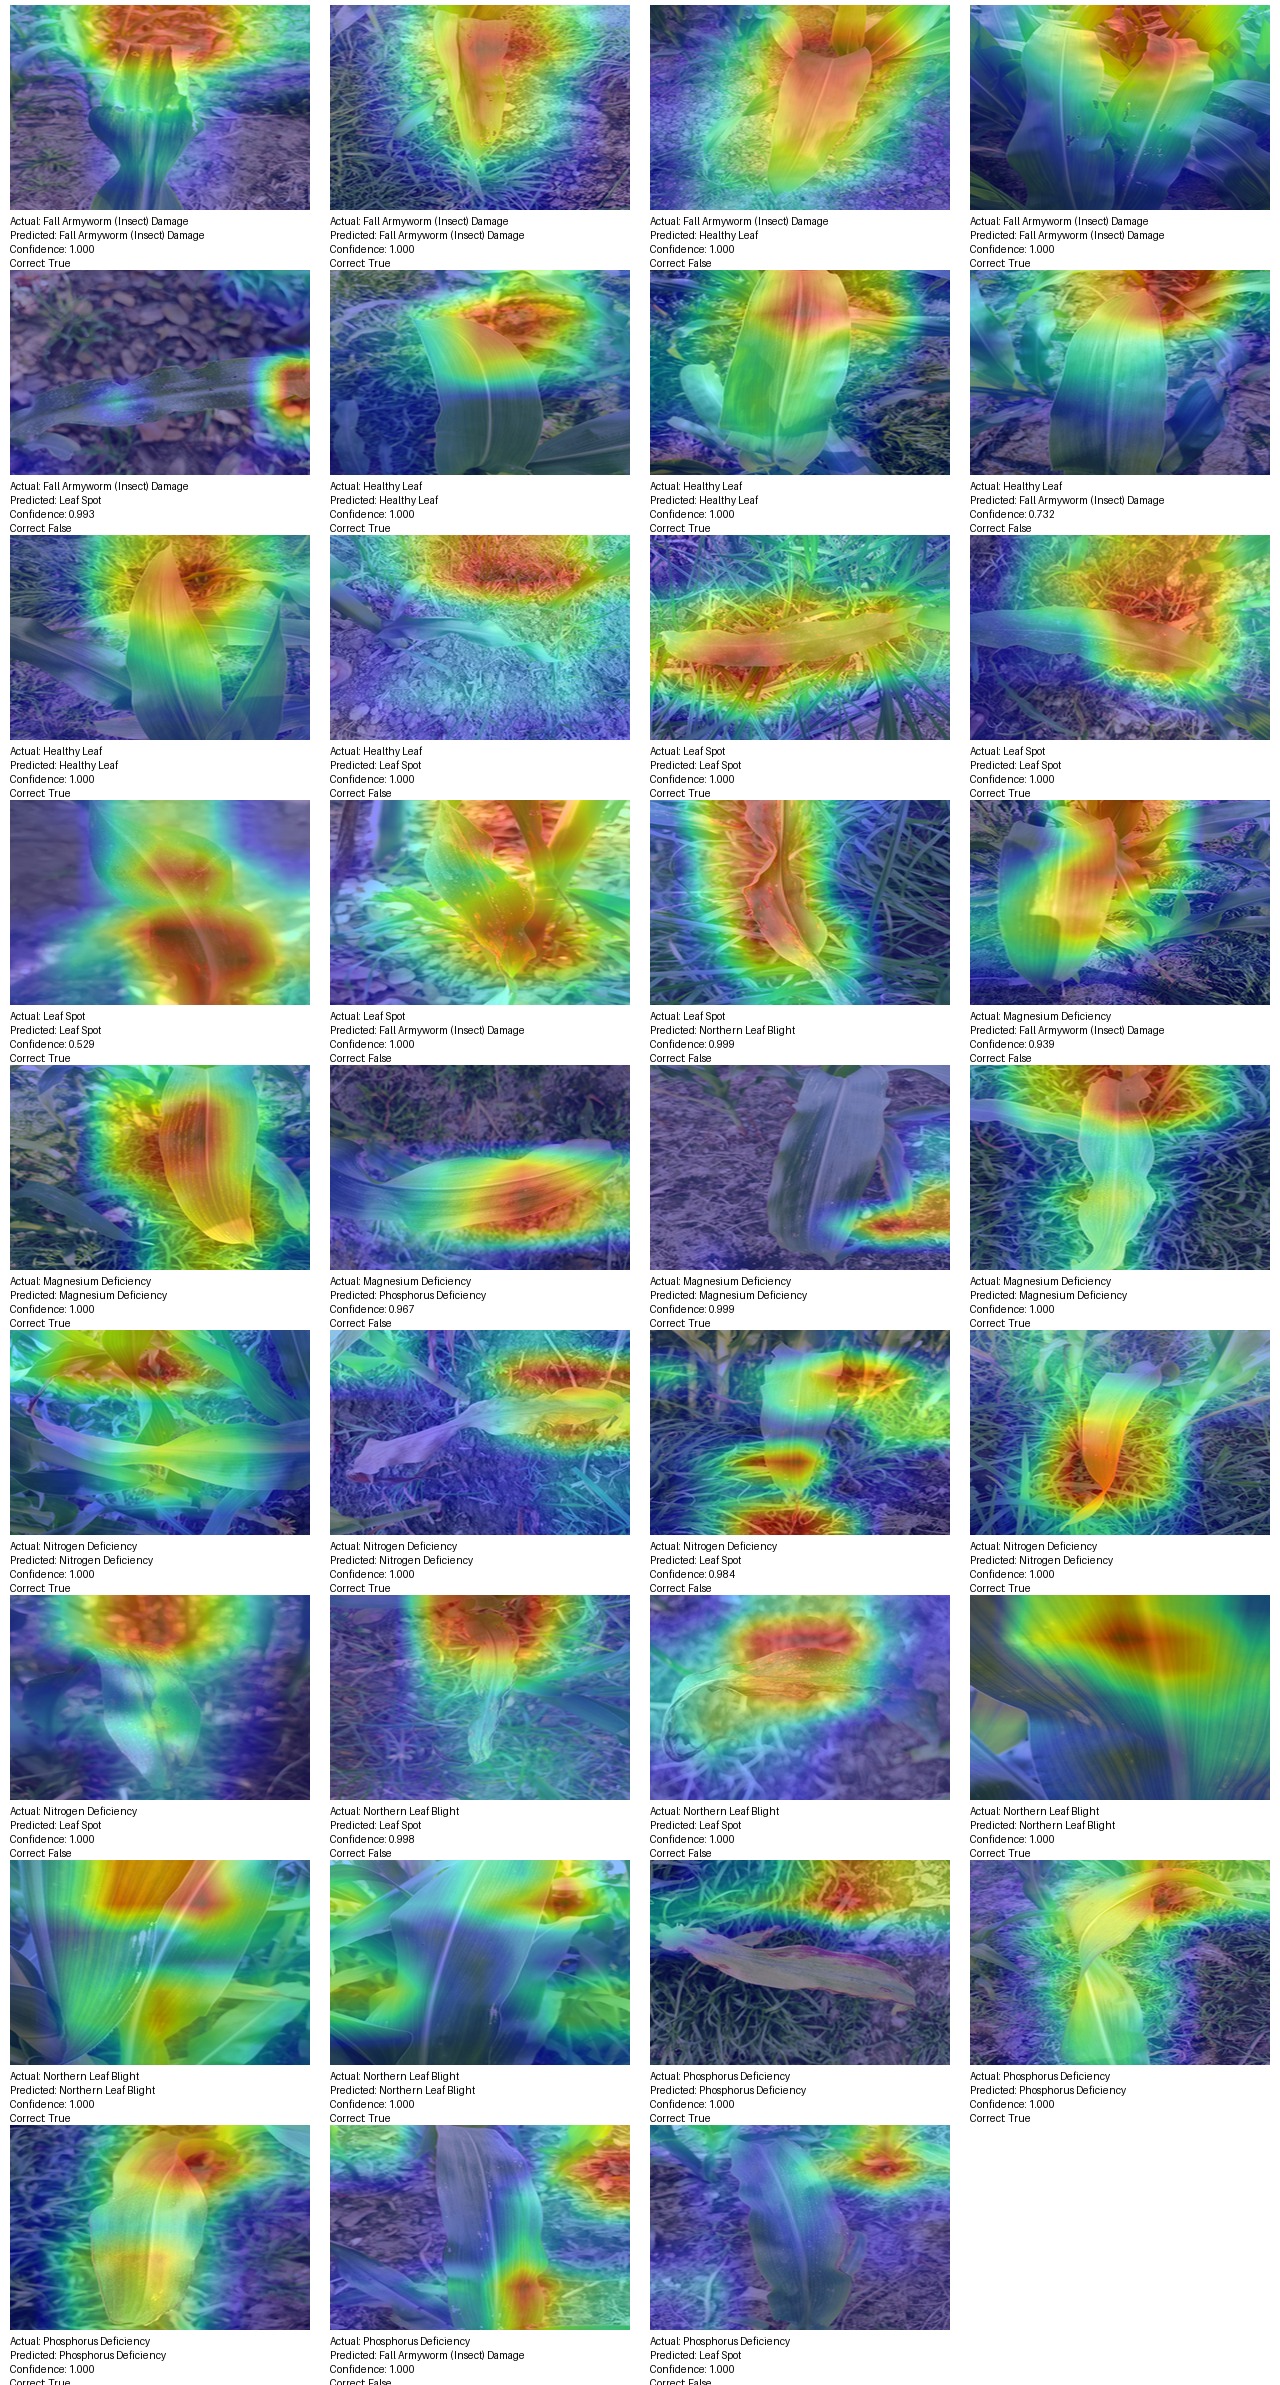 Actual: Fall Armyworm (Insect) Damage
Predicted: Fall Armyworm (Insect) Damage
Confidence: 1.000
Correct: True
Actual: Fall Armyworm (Insect) Damage
Predicted: Fall Armyworm (Insect) Damage
Confidence: 1.000
Correct: True
Actual: Fall Armyworm (Insect) Damage
Predicted: Healthy Leaf
Confidence: 1.000
Correct: False
Actual: Fall Armyworm (Insect) Damage
Predicted: Fall Armyworm (Insect) Damage
Confidence: 1.000
Correct: True
Actual: Fall Armyworm (Insect) Damage
Predicted: Leaf Spot
Confidence: 0.993
Correct: False
Actual: Healthy Leaf
Predicted: Healthy Leaf
Confidence: 1.000
Correct: True
Actual: Healthy Leaf
Predicted: Healthy Leaf
Confidence: 1.000
Correct: True
Actual: Healthy Leaf
Predicted: Fall Armyworm (Insect) Damage
Confidence: 0.732
Correct: False
Actual: Healthy Leaf
Predicted: Healthy Leaf
Confidence: 1.000
Correct: True
Actual: Healthy Leaf
Predicted: Leaf Spot
Confidence: 1.000
Correct: False
Actual: Leaf Spot
Predicted: Leaf Spot
Confidence: 1.000
Correct: True
Actual: Leaf Spot
Predicted: Leaf Spot
Confidence: 1.000
Correct: True
Actual: Leaf Spot
Predicted: Leaf Spot
Confidence: 0.529
Correct: True
Actual: Leaf Spot
Predicted: Fall Armyworm (Insect) Damage
Confidence: 1.000
Correct: False
Actual: Leaf Spot
Predicted: Northern Leaf Blight
Confidence: 0.999
Correct: False
Actual: Magnesium Deficiency
Predicted: Fall Armyworm (Insect) Damage
Confidence: 0.939
Correct: False
Actual: Magnesium Deficiency
Predicted: Magnesium Deficiency
Confidence: 1.000
Correct: True
Actual: Magnesium Deficiency
Predicted: Phosphorus Deficiency
Confidence: 0.967
Correct: False
Actual: Magnesium Deficiency
Predicted: Magnesium Deficiency
Confidence: 0.999
Correct: True
Actual: Magnesium Deficiency
Predicted: Magnesium Deficiency
Confidence: 1.000
Correct: True
Actual: Nitrogen Deficiency
Predicted: Nitrogen Deficiency
Confidence: 1.000
Correct: True
Actual: Nitrogen Deficiency
Predicted: Nitrogen Deficiency
Confidence: 1.000
Correct: True
Actual: Nitrogen Deficiency
Predicted: Leaf Spot
Confidence: 0.984
Correct: False
Actual: Nitrogen Deficiency
Predicted: Nitrogen Deficiency
Confidence: 1.000
Correct: True
Actual: Nitrogen Deficiency
Predicted: Leaf Spot
Confidence: 1.000
Correct: False
Actual: Northern Leaf Blight
Predicted: Leaf Spot
Confidence: 0.998
Correct: False
Actual: Northern Leaf Blight
Predicted: Leaf Spot
Confidence: 1.000
Correct: False
Actual: Northern Leaf Blight
Predicted: Northern Leaf Blight
Confidence: 1.000
Correct: True
Actual: Northern Leaf Blight
Predicted: Northern Leaf Blight
Confidence: 1.000
Correct: True
Actual: Northern Leaf Blight
Predicted: Northern Leaf Blight
Confidence: 1.000
Correct: True
Actual: Phosphorus Deficiency
Predicted: Phosphorus Deficiency
Confidence: 1.000
Correct: True
Actual: Phosphorus Deficiency
Predicted: Phosphorus Deficiency
Confidence: 1.000
Correct: True
Actual: Phosphorus Deficiency
Predicted: Phosphorus Deficiency
Confidence: 1.000
Correct: True
Actual: Phosphorus Deficiency
Predicted: Fall Armyworm (Insect) Damage
Confidence: 1.000
Correct: False
Actual: Phosphorus Deficiency
Predicted: Leaf Spot
Confidence: 1.000
Correct: False